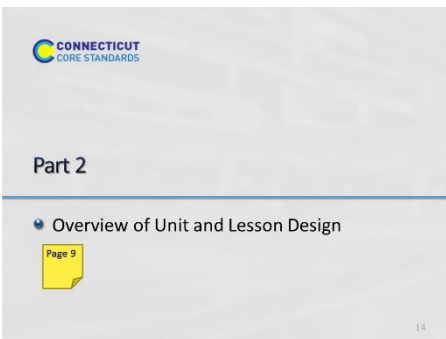 CONNECTICUT
CORE STANDARDS
Part 2
Overview of Unit and Lesson Design
Page 9
14